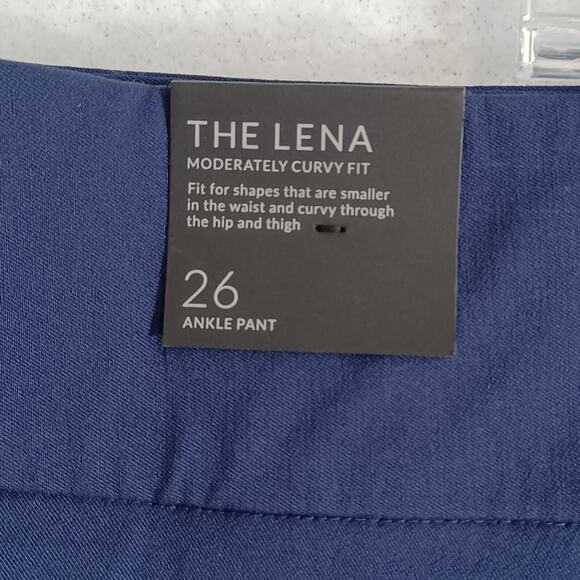 THE LENA
MODERATELY CURVY FIT
Fit for shapes that are smaller
in the waist and curvy through
the hip and thigh
26
ANKLE PANT